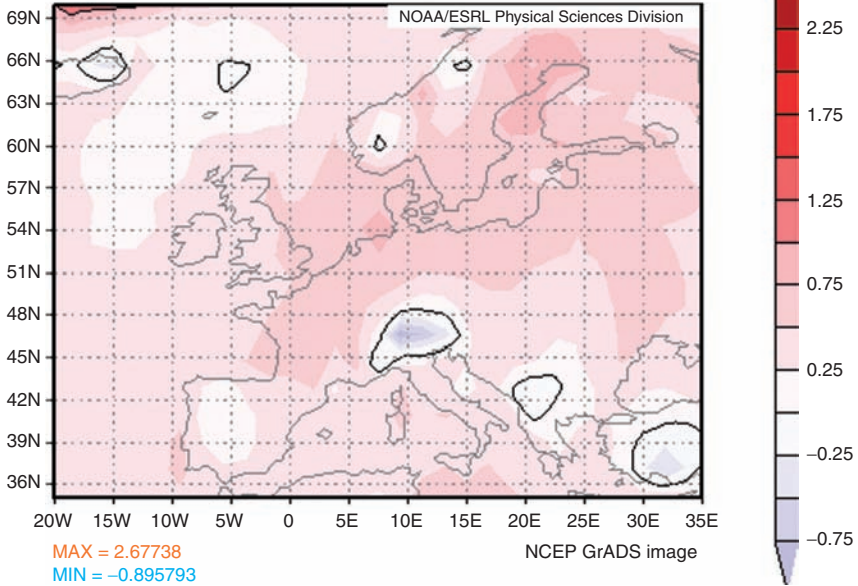 NOAA/ESRL Physical Sciences Division
69N
66N
63N
60N
57N
54N
51N
48N
45N
42N
39N
36N
20W 15W 10W 5W 0 5E 10E 15E 20E 25E 30E 35E
2.25
1.75
1.25
0.75
0.25
−0.25
−0.75
MAX = 2.67738
NCEP GrADS image
MIN = −0.895793